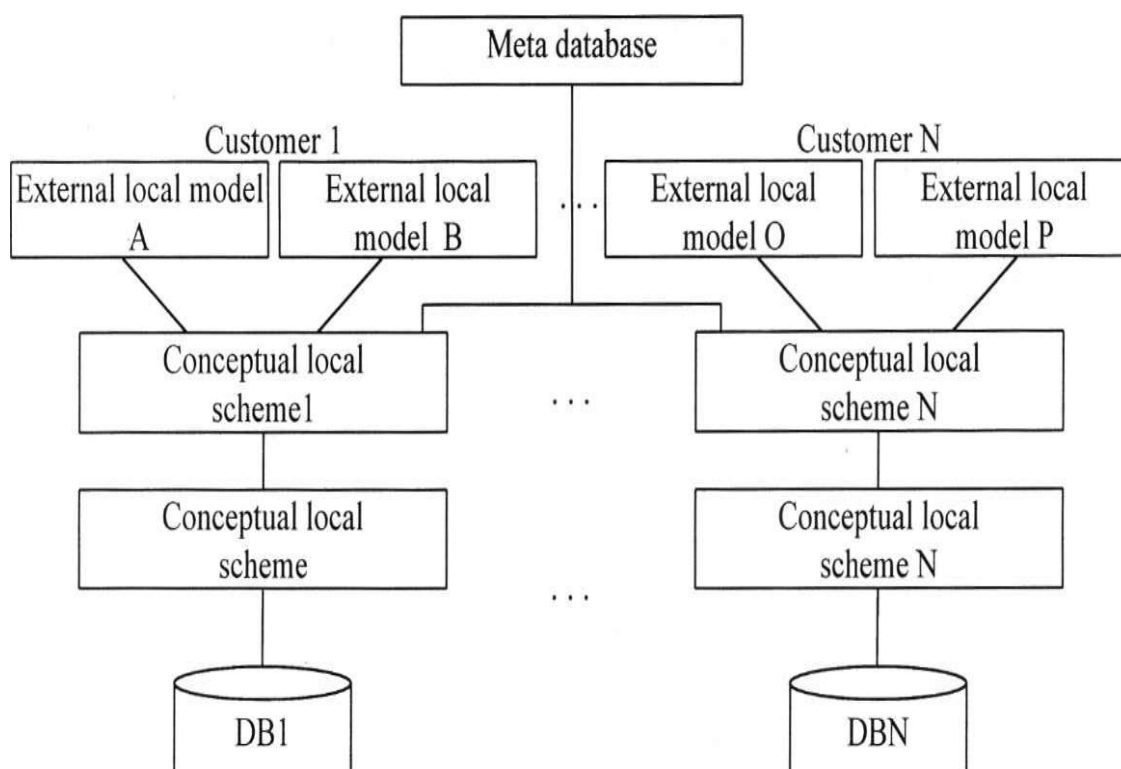 Meta database
Customer 1
Customer N
External local model
A
External local
model B
...
External local
model O
External local
model P
Conceptual local
scheme1
...
Conceptual local
scheme N
Conceptual local
scheme
...
Conceptual local
scheme N
DB1
DBN